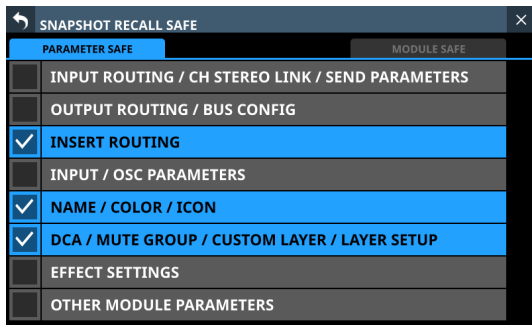 SNAPSHOT RECALL SAFE
PARAMETER SAFE
MODULE SAFE
INPUT ROUTING / CH STEREO LINK / SEND PARAMETERS
OUTPUT ROUTING / BUS CONFIG
INSERT ROUTING
INPUT / OSC PARAMETERS
NAME / COLOR / ICON
DCA / MUTE GROUP / CUSTOM LAYER / LAYER SETUP
EFFECT SETTINGS
OTHER MODULE PARAMETERS